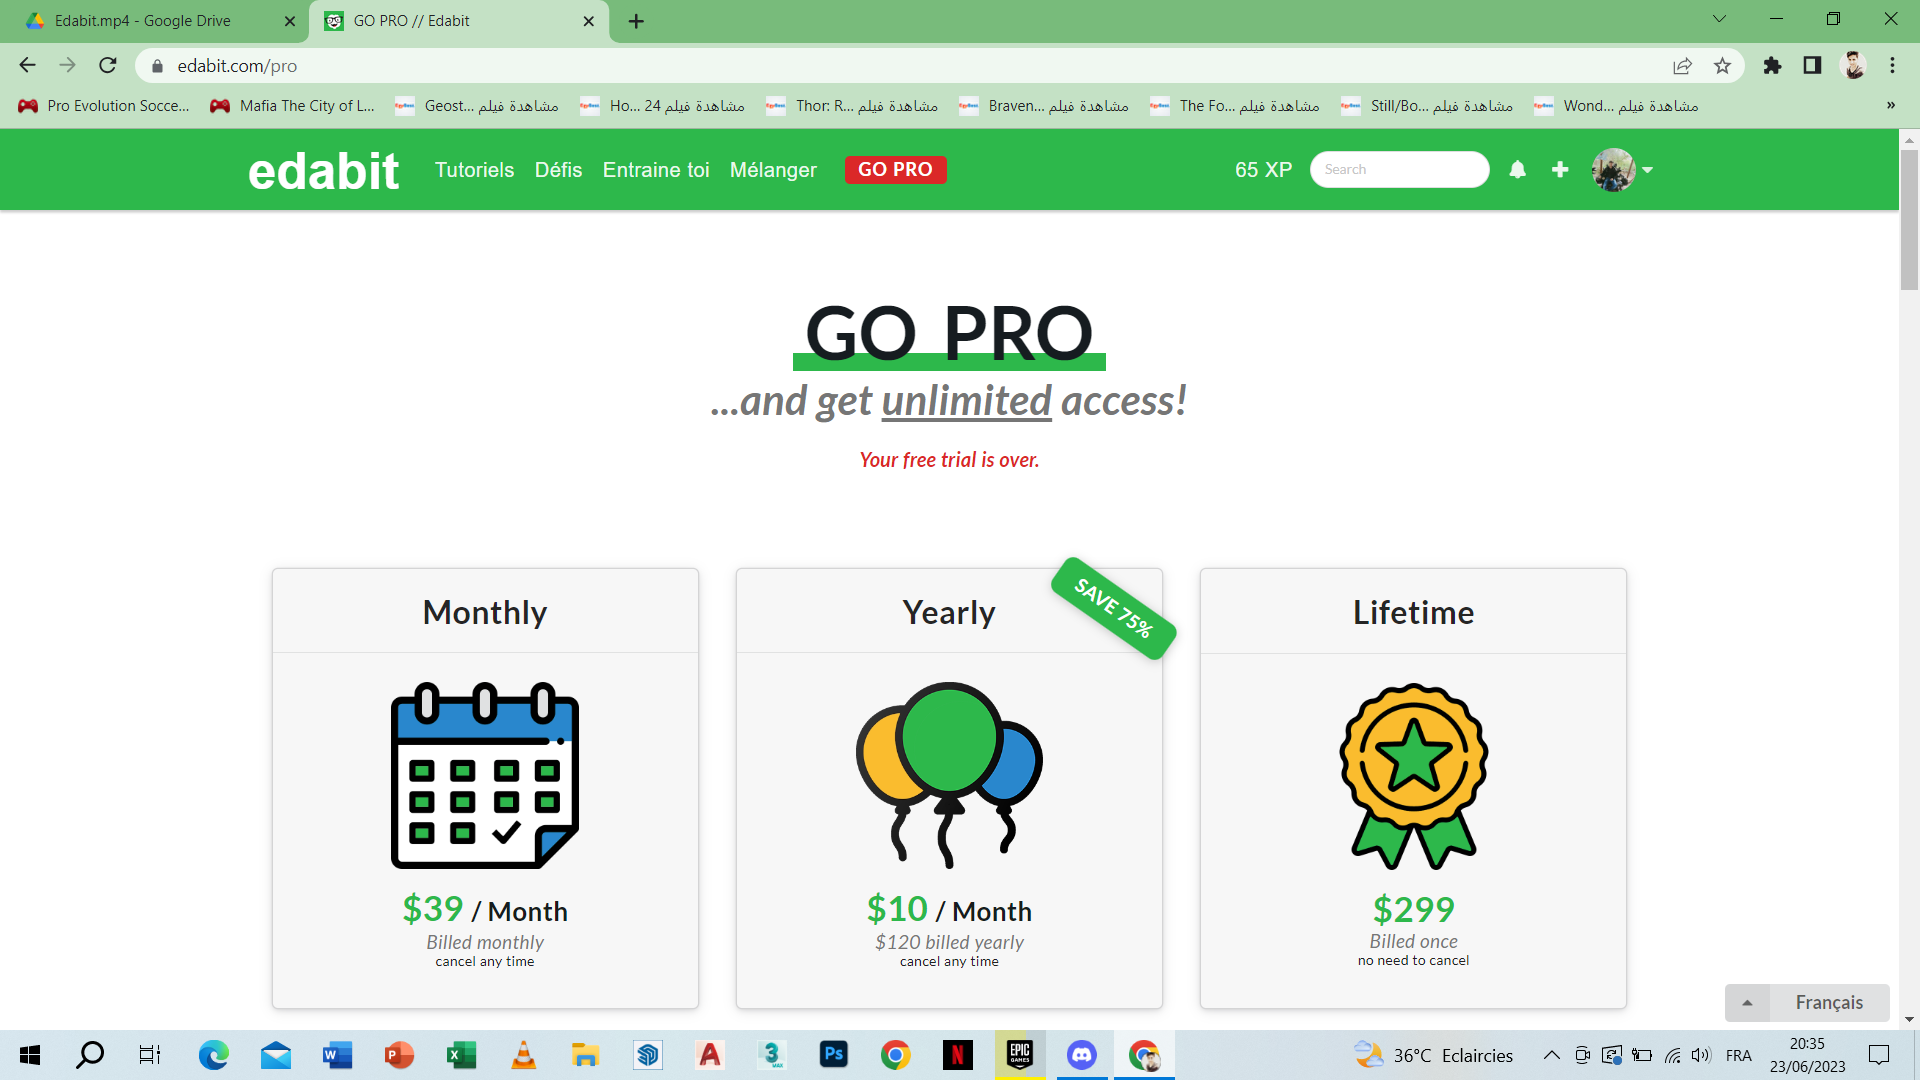 Edabit.mp4 - Google Drive
GO PRO // Edabit
edabit.com/pro
Pro Evolution Socce...
Mafia The City of L...
مشاهدة فيلم Geost...
مشاهدة فيلم 24 Ho...
مشاهدة فيلم Thor: R...
مشاهدة فيلم Braven...
مشاهدة فيلم The Fo...
مشاهدة فيلم Still/Bo...
مشاهدة فيلم Wond...
»
edabit
Tutoriels
Défis
Entraine toi
Mélanger
GO PRO
65 XP
Search
GO PRO
...and get unlimited access!
Your free trial is over.
Monthly
$39 / Month
Billed monthly
cancel any time
Yearly
SAVE 75%
$10 / Month
$120 billed yearly
cancel any time
Lifetime
$299
Billed once
no need to cancel
Français
36°C Eclaircies
FRA
20:35
23/06/2023